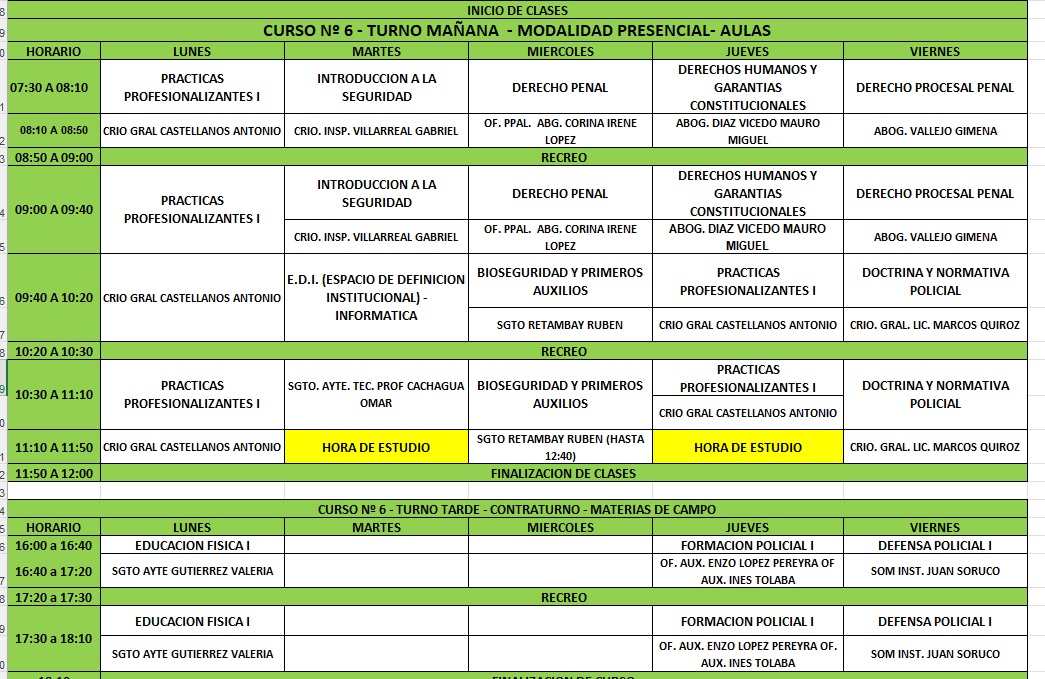 INICIO DE CLASES
CURSO Nº 6 - TURNO MAÑANA - MODALIDAD PRESENCIAL- AULAS
HORARIO LUNES MARTES MIERCOLES JUEVES VIERNES
07:30 A 08:10
PRACTICAS
PROFESIONALIZANTES I
INTRODUCCION A LA
SEGURIDAD
DERECHO PENAL
DERECHOS HUMANOS Y
GARANTIAS
CONSTITUCIONALES
DERECHO PROCESAL PENAL
08:10 A 08:50
CRIO GRAL CASTELLANOS ANTONIO
CRIO. INSP. VILLARREAL GABRIEL
OF. PPAL. ABG. CORINA IRENE
LOPEZ
ABOG. DIAZ VICEDO MAURO
MIGUEL
ABOG. VALLEJO GIMENA
08:50 A 09:00 RECREO
09:00 A 09:40
PRACTICAS
PROFESIONALIZANTES I
INTRODUCCION A LA
SEGURIDAD
DERECHO PENAL
DERECHOS HUMANOS Y
GARANTIAS
CONSTITUCIONALES
DERECHO PROCESAL PENAL
CRIO. INSP. VILLARREAL GABRIEL
OF. PPAL. ABG. CORINA IRENE
LOPEZ
ABOG. DIAZ VICEDO MAURO
MIGUEL
ABOG. VALLEJO GIMENA
09:40 A 10:20
CRIO GRAL CASTELLANOS ANTONIO
E.D.I. (ESPACIO DE DEFINICION
INSTITUCIONAL) -
INFORMATICA
BIOSEGURIDAD Y PRIMEROS
AUXILIOS
PRACTICAS
PROFESIONALIZANTES I
DOCTRINA Y NORMATIVA
POLICIAL
SGTO RETAMBAY RUBEN
CRIO GRAL CASTELLANOS ANTONIO
CRIO. GRAL. LIC. MARCOS QUIROZ
10:20 A 10:30 RECREO
10:30 A 11:10
PRACTICAS
PROFESIONALIZANTES I
SGTO. AYTE. TEC. PROF CACHAGUA
OMAR
BIOSEGURIDAD Y PRIMEROS
AUXILIOS
PRACTICAS
PROFESIONALIZANTES I
CRIO GRAL CASTELLANOS ANTONIO
DOCTRINA Y NORMATIVA
POLICIAL
11:10 A 11:50
CRIO GRAL CASTELLANOS ANTONIO
HORA DE ESTUDIO
SGTO RETAMBAY RUBEN (HASTA
12:40)
HORA DE ESTUDIO
CRIO. GRAL. LIC. MARCOS QUIROZ
11:50 A 12:00 FINALIZACION DE CLASES
CURSO Nº 6 - TURNO TARDE - CONTRATURNO - MATERIAS DE CAMPO
HORARIO LUNES MARTES MIERCOLES JUEVES VIERNES
16:00 a 16:40 EDUCACION FISICA I FORMACION POLICIAL I DEFENSA POLICIAL I
16:40 a 17:20
SGTO AYTE GUTIERREZ VALERIA
OF. AUX. ENZO LOPEZ PEREYRA OF
AUX. INES TOLABA
SOM INST. JUAN SORUCO
17:20 a 17:30 RECREO
17:30 a 18:10
EDUCACION FISICA I FORMACION POLICIAL I DEFENSA POLICIAL I
SGTO AYTE GUTIERREZ VALERIA
OF. AUX. ENZO LOPEZ PEREYRA OF.
AUX. INES TOLABA
SOM INST. JUAN SORUCO